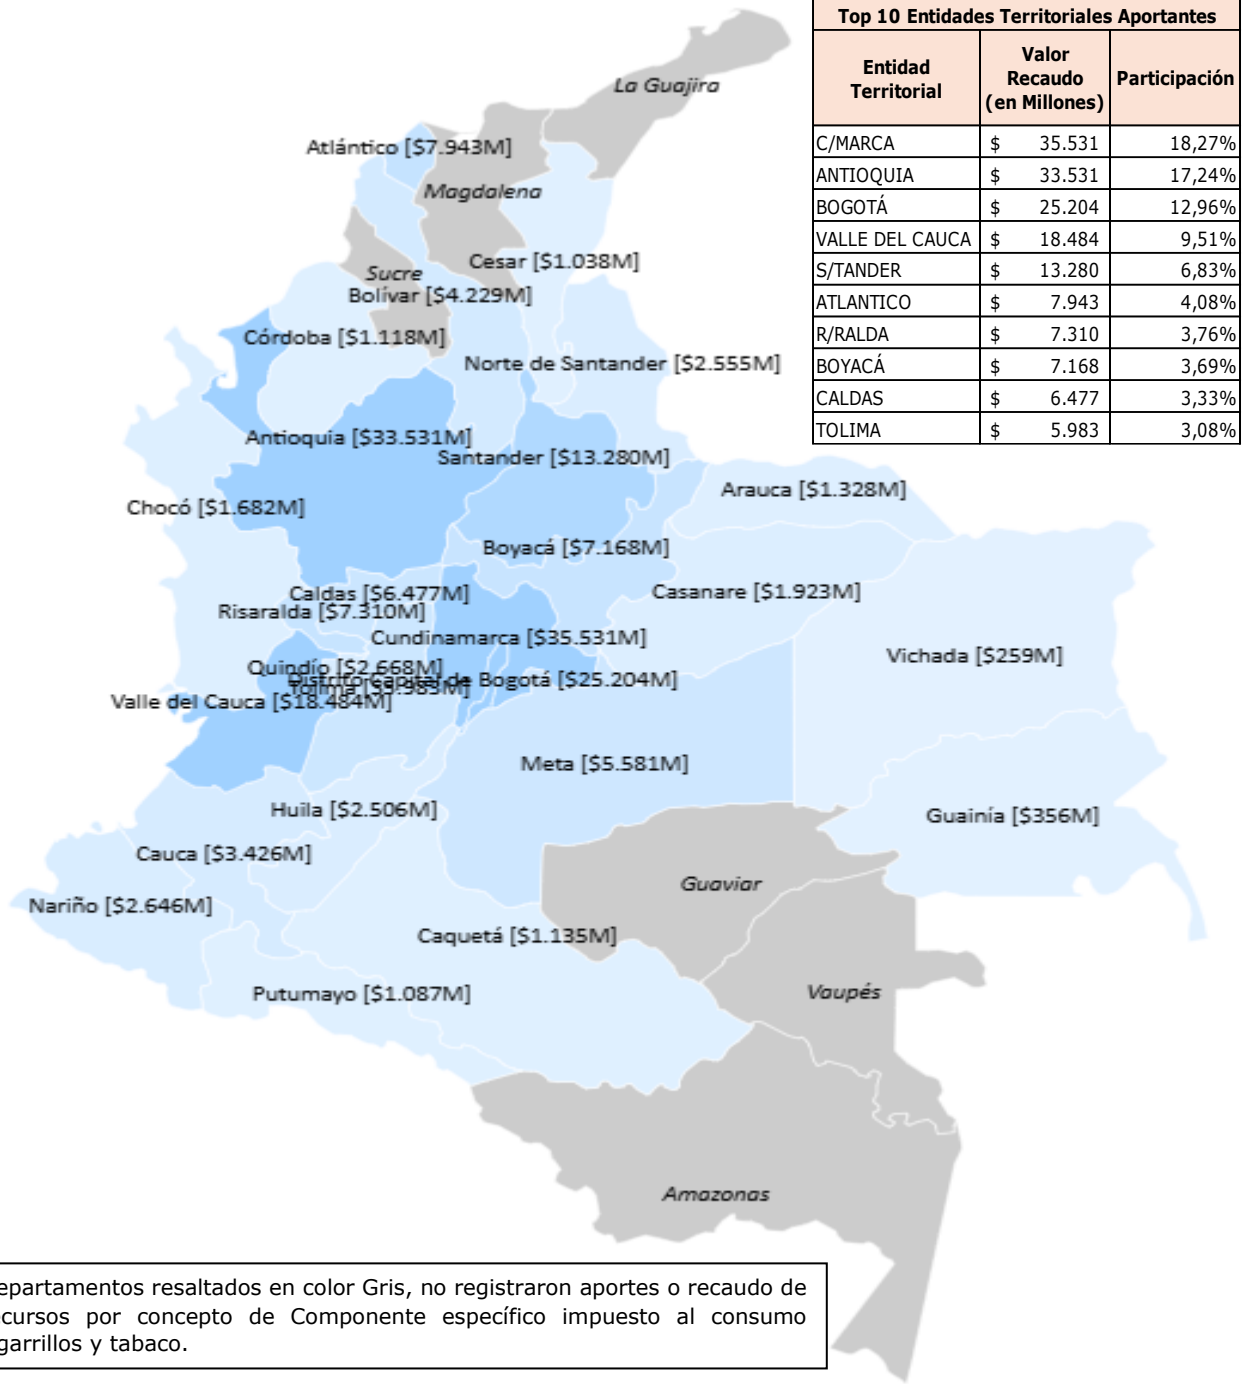 Top 10 Entidades Territoriales Aportantes
Entidad Territorial | Valor Recaudo (en Millones) | Participación
C/MARCA $ 35.531 18,27%
ANTIOQUIA $ 33.531 17,24%
BOGOTÁ $ 25.204 12,96%
VALLE DEL CAUCA $ 18.484 9,51%
S/TANDER $ 13.280 6,83%
ATLANTICO $ 7.943 4,08%
R/RALDA $ 7.310 3,76%
BOYACÁ $ 7.168 3,69%
CALDAS $ 6.477 3,33%
TOLIMA $ 5.983 3,08%
La Guajira
Atlántico [$7.943M]
Magdalena
Cesar [$1.038M]
Sucre
Bolívar [$4.229M]
Córdoba [$1.118M]
Norte de Santander [$2.555M]
Antioquia [$33.531M]
Santander [$13.280M]
Arauca [$1.328M]
Chocó [$1.682M]
Boyacá [$7.168M]
Caldas [$6.477M]
Casanare [$1.923M]
Risaralda [$7.310M]
Cundinamarca [$35.531M]
Vichada [$259M]
Quindío [$2.668M]
Distrito Capital de Bogotá [$25.204M]
Tolima [$5.983M]
Valle del Cauca [$18.484M]
Meta [$5.581M]
Huila [$2.506M]
Guainía [$356M]
Cauca [$3.426M]
Guaviar
Nariño [$2.646M]
Caquetá [$1.135M]
Putumayo [$1.087M]
Vaupés
Amazonas
epartamentos resaltados en color Gris, no registraron aportes o recaudo de
cursos por concepto de Componente específico impuesto al consumo
garrillos y tabaco.